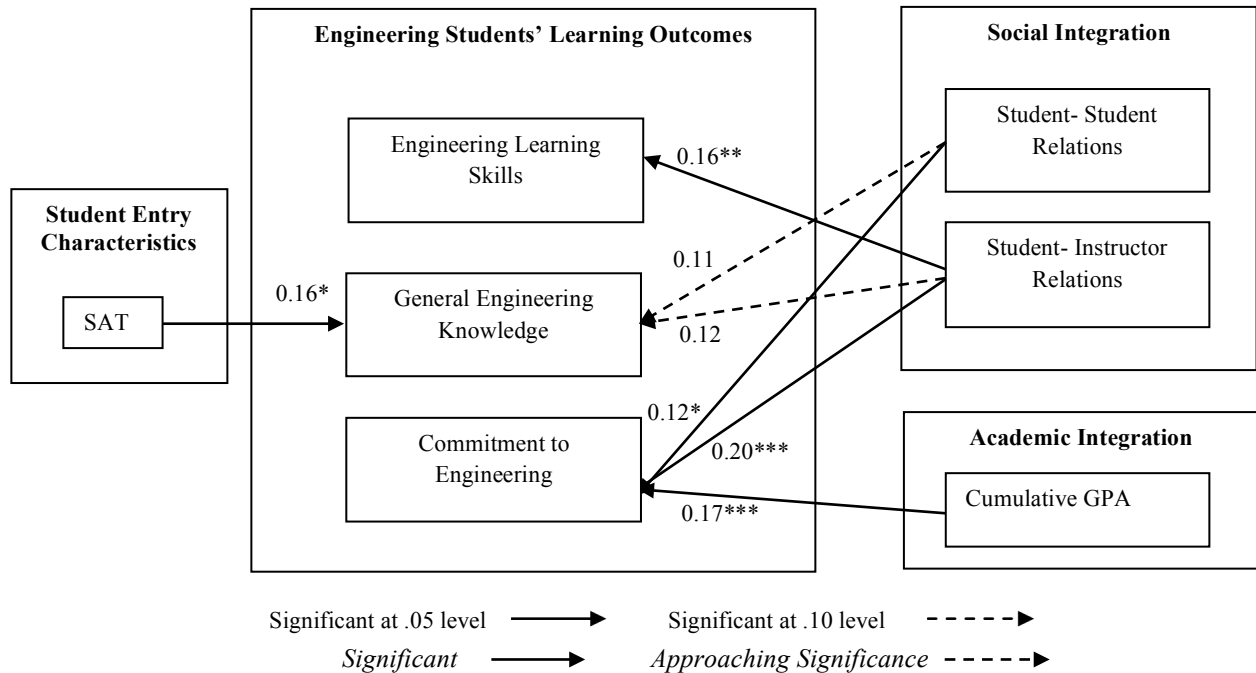 Engineering Students’ Learning Outcomes
Social Integration
Student- Student
Relations
Engineering Learning
Skills
0.16**
Student Entry
Characteristics
Student- Instructor
Relations
0.11
0.16*
General Engineering
Knowledge
SAT
0.12
0.12*
Commitment to
Engineering
Academic Integration
0.20***
Cumulative GPA
0.17***
Significant at .05 level
Significant at .10 level
Significant
Approaching Significance